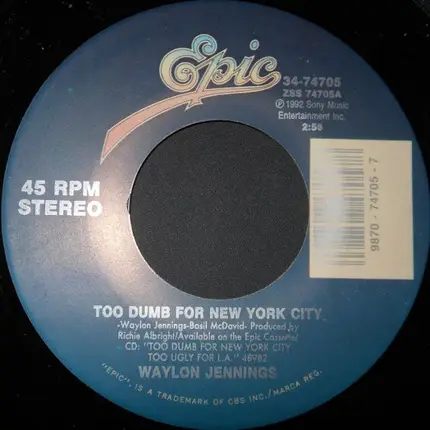 Epic
34-74705
ZSS 74705A
Ⓟ 1992 Sony Music
Entertainment Inc.
2:56
45 RPM
STEREO
9870 - 74705 - 7
TOO DUMB FOR NEW YORK CITY
-Waylon Jennings-Basil McDavid- Produced by
Richie Albright/Available on the Epic Cassette/
CD: "TOO DUMB FOR NEW YORK CITY
TOO UGLY FOR L.A." 48982
WAYLON JENNINGS
"EPIC", IS A TRADEMARK OF CBS INC./MARCA REG.